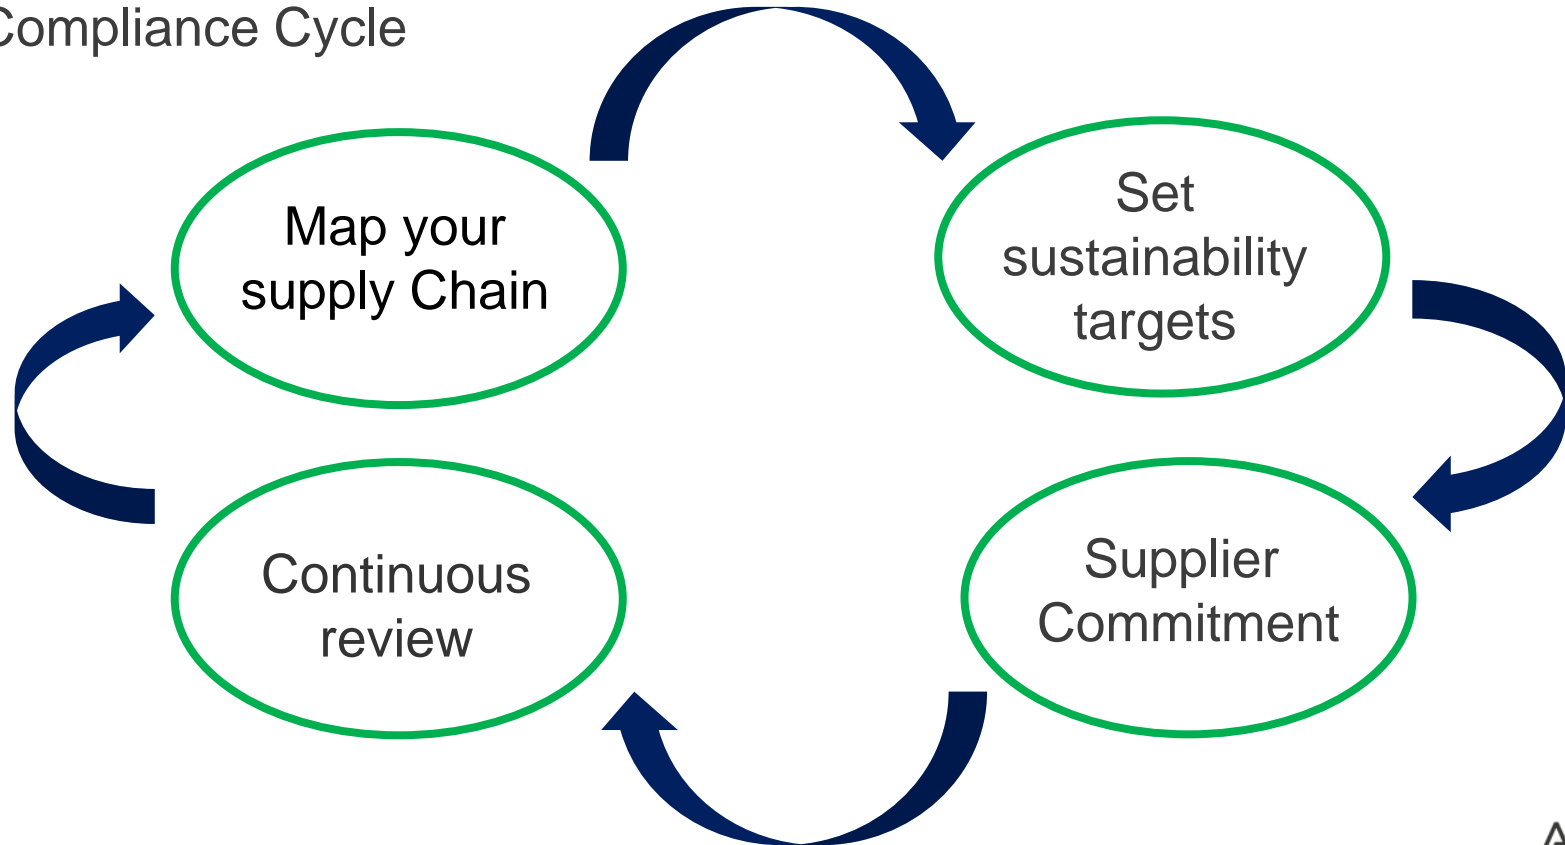 Compliance Cycle
Map your
supply Chain
Set
sustainability
targets
Supplier
Commitment
Continuous
review